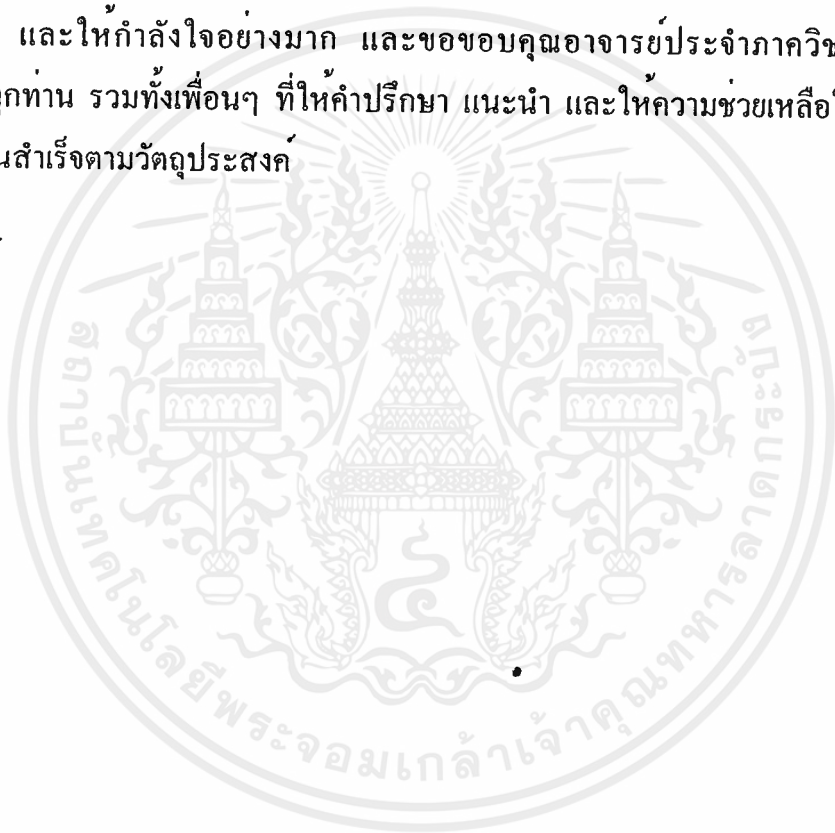 และให้กำลังใจอย่างมาก และขอขอบคุณอาจารย์ประจำภาควิช
ุกท่าน รวมทั้งเพื่อนๆ ที่ให้คำปรึกษา แนะนำ และให้ความช่วยเหลือ
นสำเร็จตามวัตถุประสงค์
สถาบันเทคโนโลยีพระจอมเกล้าเจ้าคุณทหารลาดกระบัง